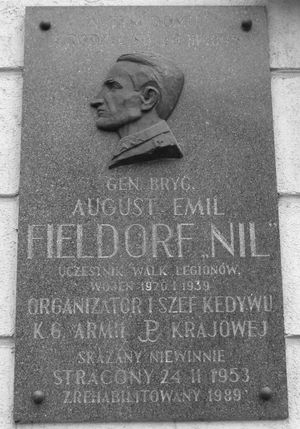 GEN. BRYG.
AUGUST EMIL
FIELDORF „NIL”
UCZESTNIK WALK LEGIONÓW,
WOJEN 1920 I 1939
ORGANIZATOR I SZEF KEDYWU
K.G. ARMII KRAJOWEJ
SKAZANY NIEWINNIE
STRACONY 24 II 1953
ZREHABILITOWANY 1989